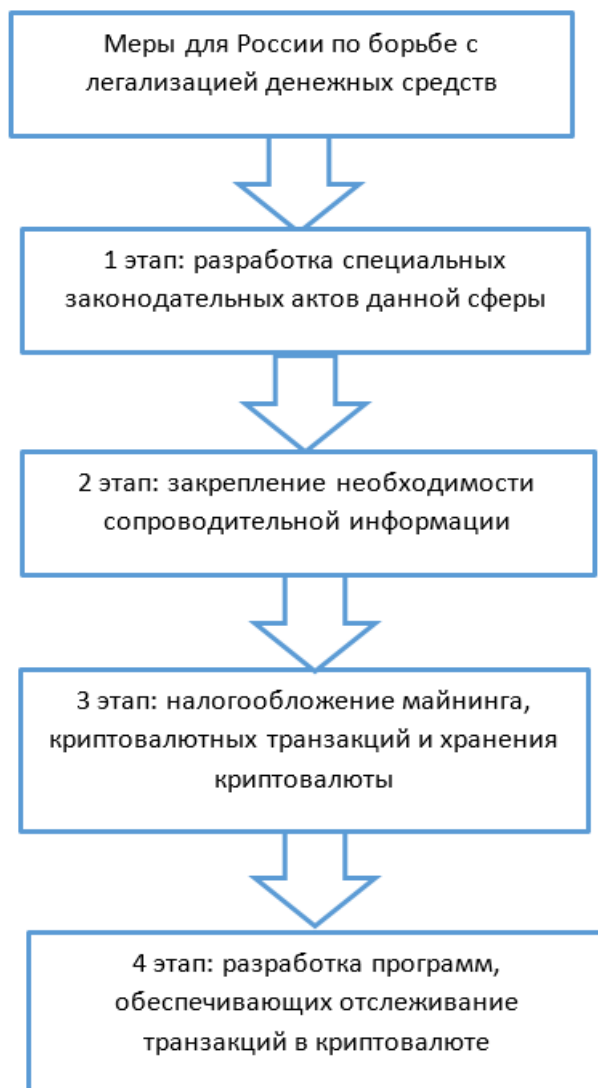 Меры для России по борьбе с
легализацией денежных средств
1 этап: разработка специальных
законодательных актов данной сферы
2 этап: закрепление необходимости
сопроводительной информации
3 этап: налогообложение майнинга,
криптовалютных транзакций и хранения
криптовалюты
4 этап: разработка программ,
обеспечивающих отслеживание
транзакций в криптовалюте